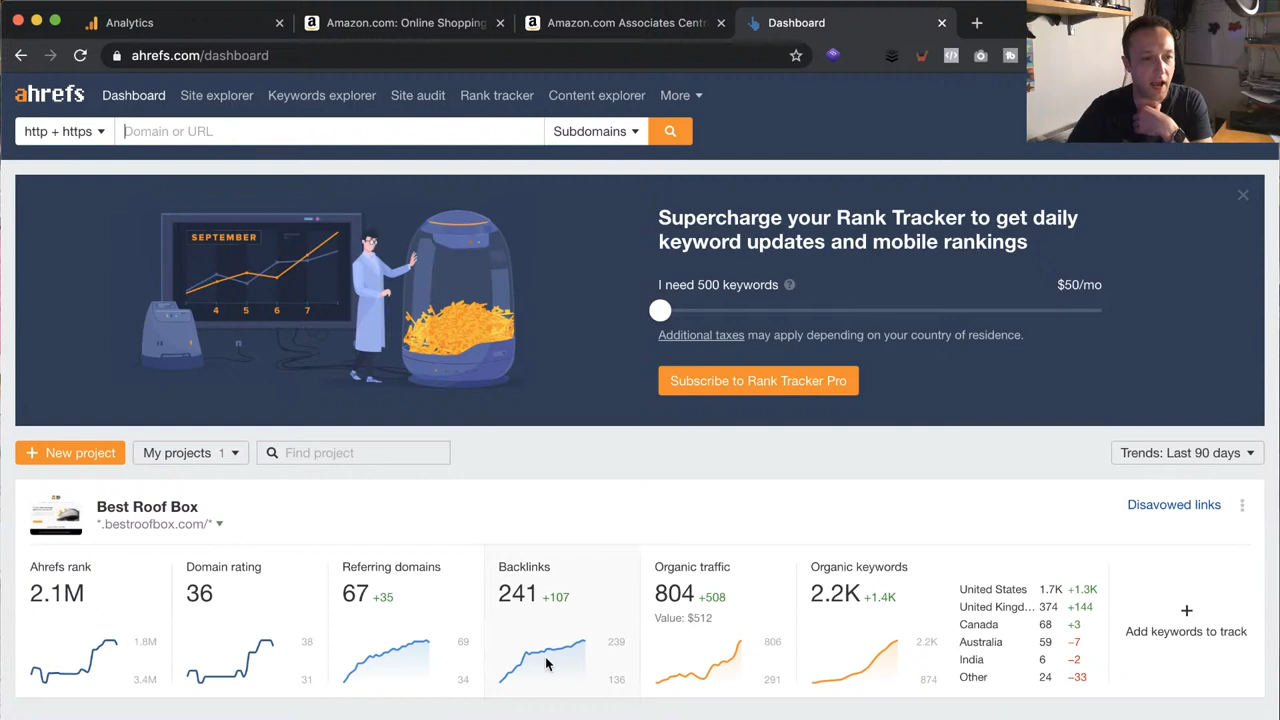 Analytics
Amazon.com: Online Shopping
Amazon.com Associates Cent
Dashboard
ahrefs.com/dashboard
ahrefs Dashboard Site explorer Keywords explorer Site audit Rank tracker Content explorer More
http + https Domain or URL Subdomains
SEPTEMBER
4 5 6 7
Supercharge your Rank Tracker to get daily
keyword updates and mobile rankings
I need 500 keywords ? $50/mo
Additional taxes may apply depending on your country of residence.
Subscribe to Rank Tracker Pro
+ New project My projects 1 Find project Trends: Last 90 days
Best Roof Box
*.bestroofbox.com/*
Disavowed links
Ahrefs rank
2.1M
1.8M
3.4M
Domain rating
36
38
31
Referring domains
67 +35
69
34
Backlinks
241 +107
239
136
Organic traffic
804 +508
Value: $512
806
291
Organic keywords
2.2K +1.4K
2.2K
874
United States 1.7K +1.3K
United Kingd... 374 +144
Canada 68 +3
Australia 59 −7
India 6 −2
Other 24 −33
+
Add keywords to track